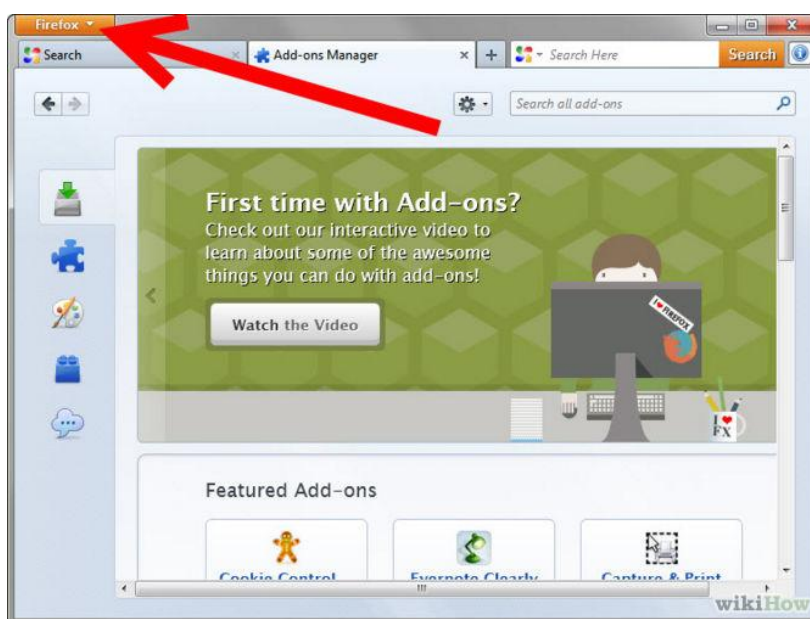 Firefox
Search
Add-ons Manager
Search Here
Search
Search all add-ons
First time with Add-ons?
Check out our interactive video to
learn about some of the awesome
things you can do with add-ons!
Watch the Video
I ♥ FIREFOX
I ♥
FX
Featured Add-ons
Cookie Control
Evernote Clearly
Capture & Print
wikiHow